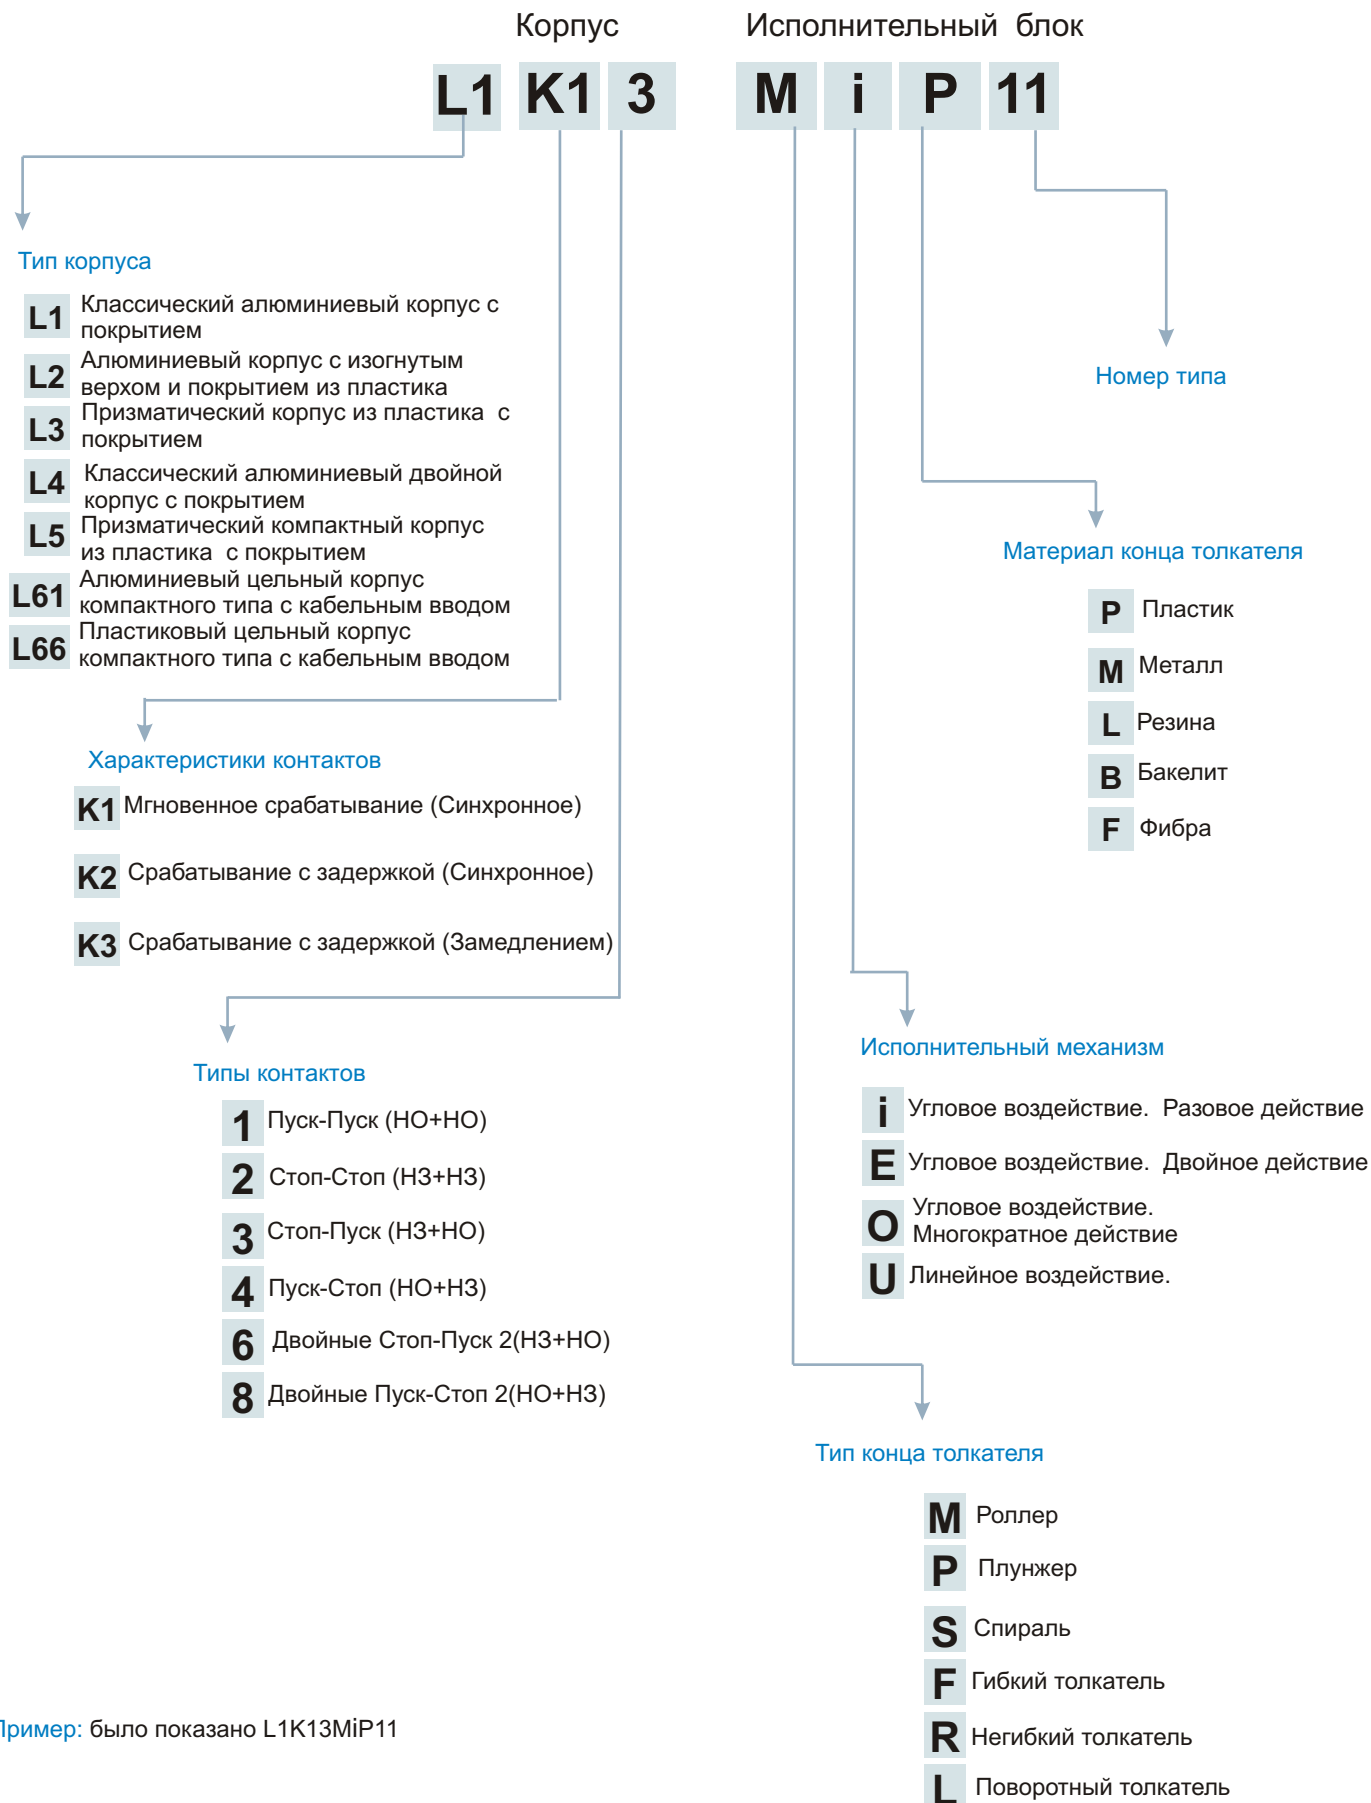 Корпус Исполнительный блок
L1 K1 3 M i P 11
Тип корпуса
L1 Классический алюминиевый корпус с
покрытием
L2 Алюминиевый корпус с изогнутым
верхом и покрытием из пластика
L3 Призматический корпус из пластика с
покрытием
L4 Классический алюминиевый двойной
корпус с покрытием
L5 Призматический компактный корпус
из пластика с покрытием
L61 Алюминиевый цельный корпус
компактного типа с кабельным вводом
L66 Пластиковый цельный корпус
компактного типа с кабельным вводом
Характеристики контактов
K1 Мгновенное срабатывание (Синхронное)
K2 Срабатывание с задержкой (Синхронное)
K3 Срабатывание с задержкой (Замедлением)
Типы контактов
1 Пуск-Пуск (НО+НО)
2 Стоп-Стоп (НЗ+НЗ)
3 Стоп-Пуск (НЗ+НО)
4 Пуск-Стоп (НО+НЗ)
6 Двойные Стоп-Пуск 2(НЗ+НО)
8 Двойные Пуск-Стоп 2(НО+НЗ)
Номер типа
Материал конца толкателя
P Пластик
M Металл
L Резина
B Бакелит
F Фибра
Исполнительный механизм
i Угловое воздействие. Разовое действие
E Угловое воздействие. Двойное действие
O Угловое воздействие.
Многократное действие
U Линейное воздействие.
Тип конца толкателя
M Роллер
P Плунжер
S Спираль
F Гибкий толкатель
R Негибкий толкатель
L Поворотный толкатель
Пример: было показано L1K13MiP11